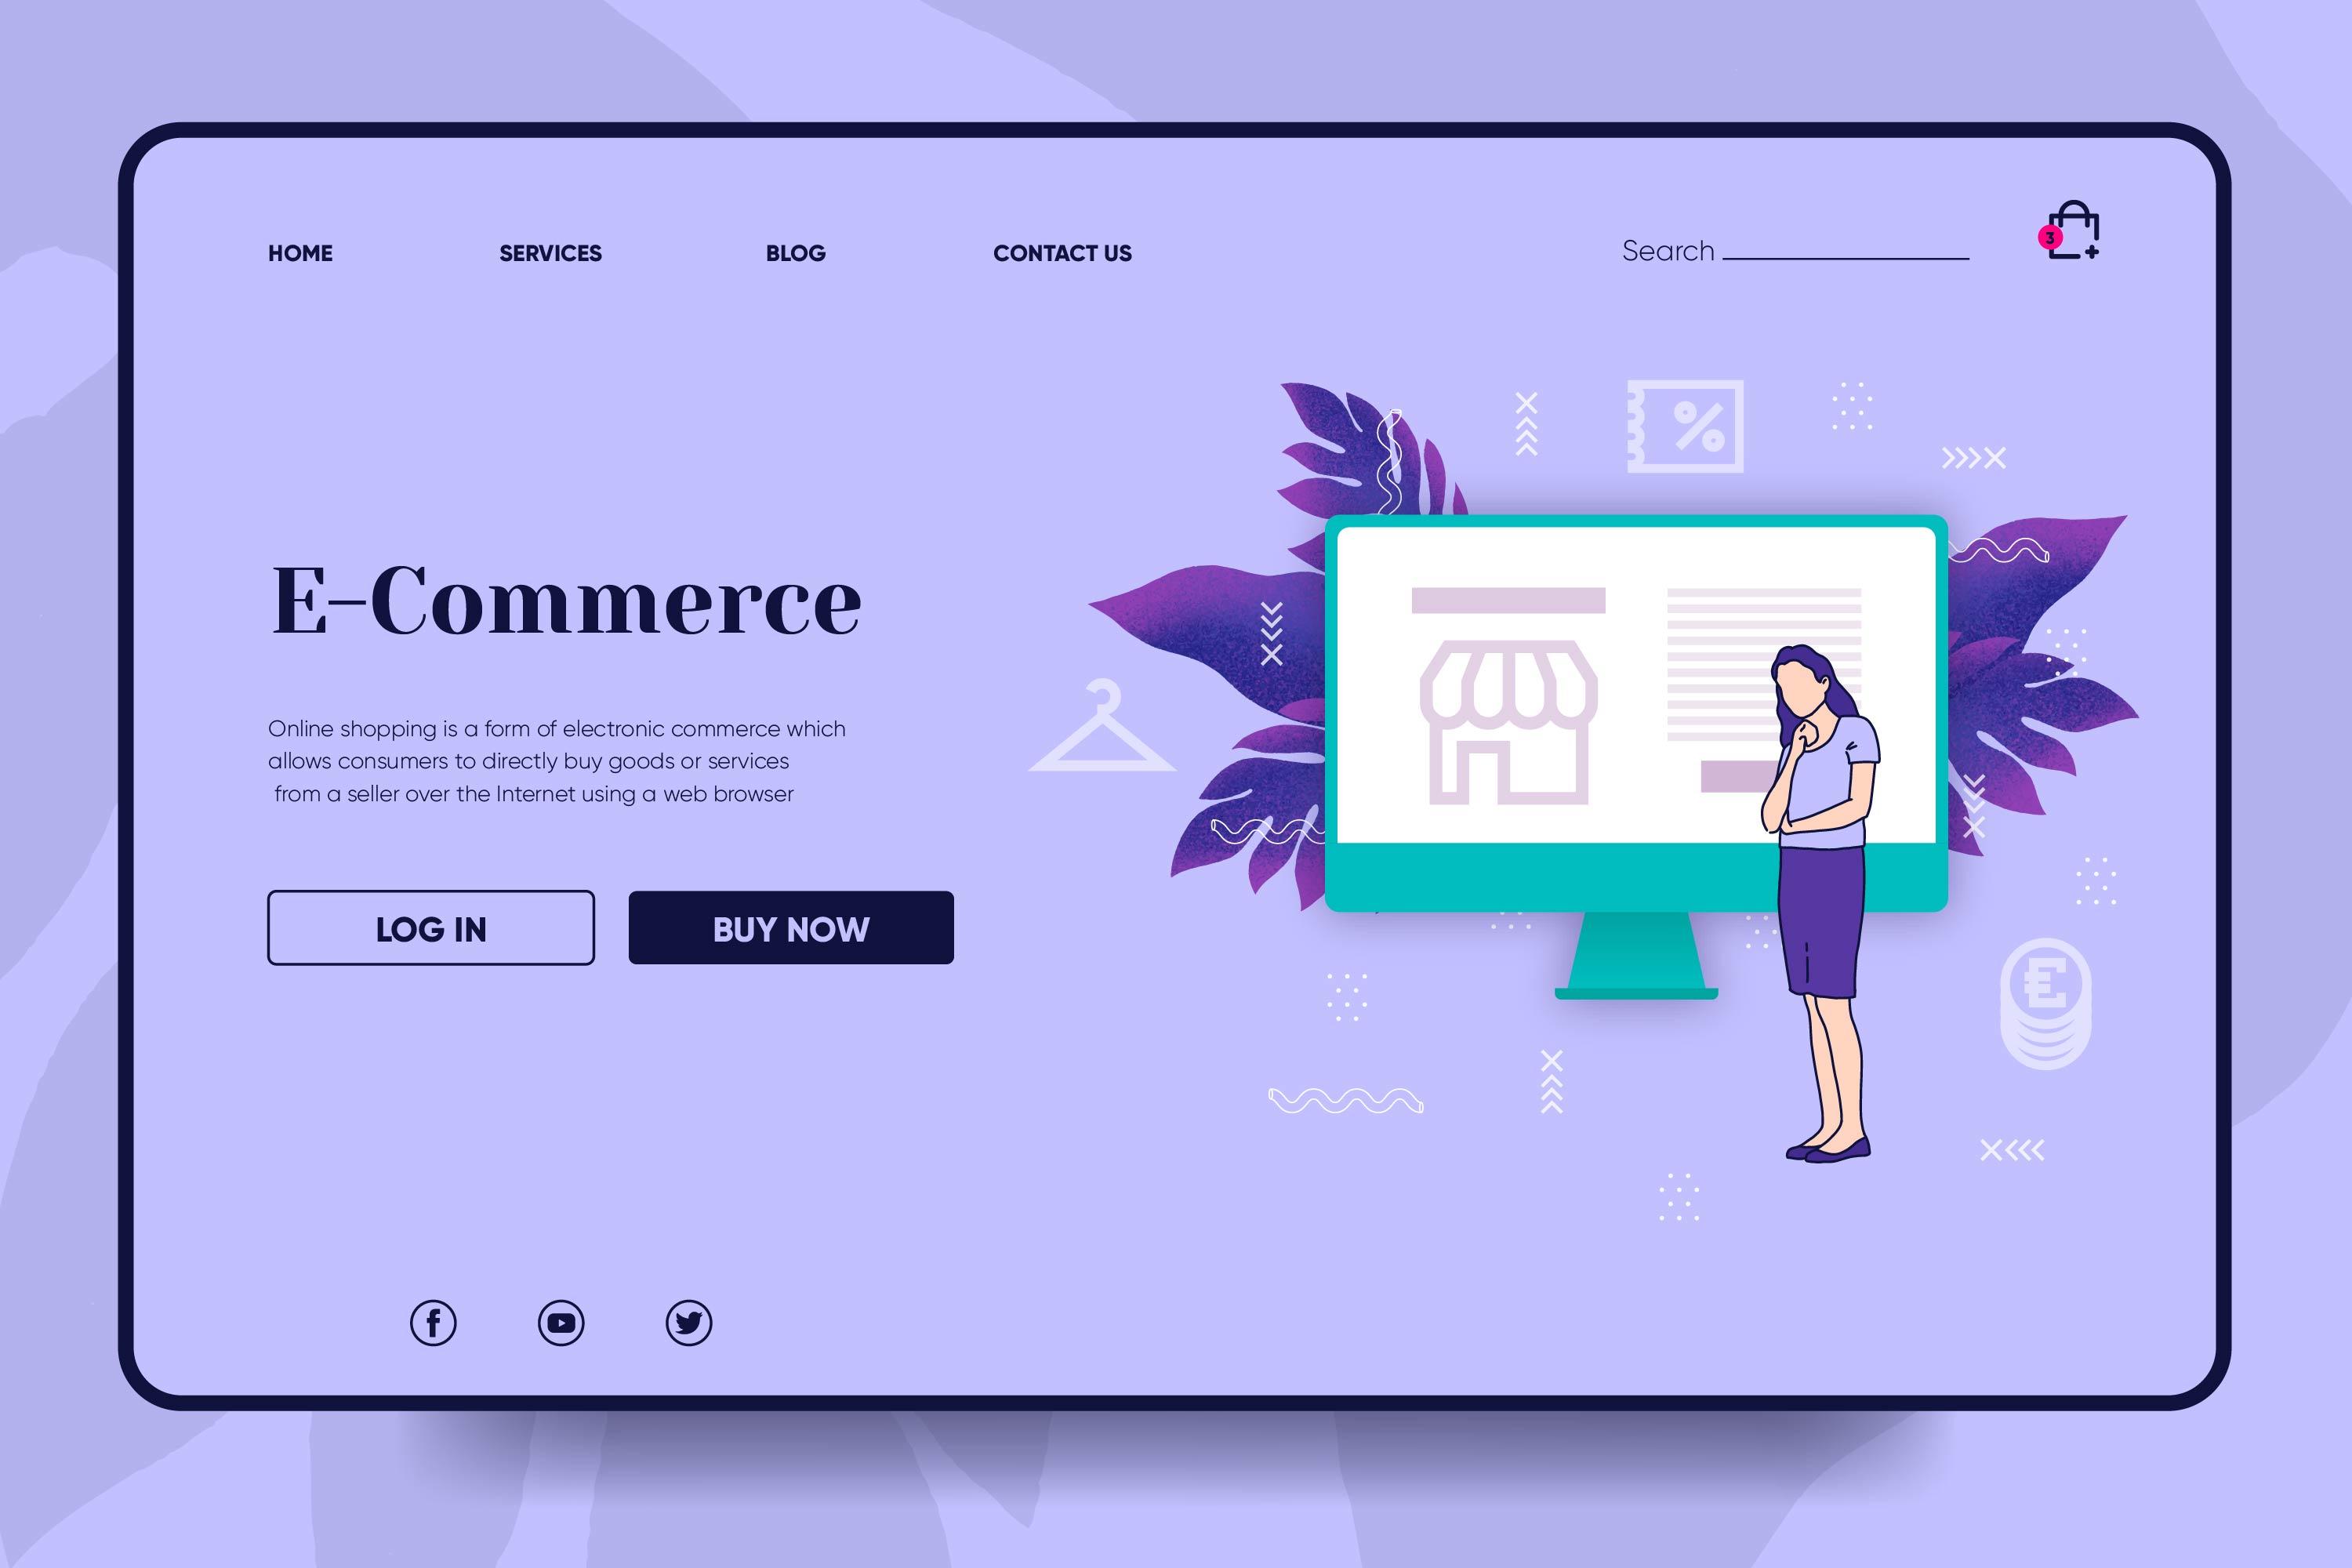 HOME SERVICES BLOG CONTACT US Search 3
E-Commerce
Online shopping is a form of electronic commerce which
allows consumers to directly buy goods or services
from a seller over the Internet using a web browser
LOG IN BUY NOW